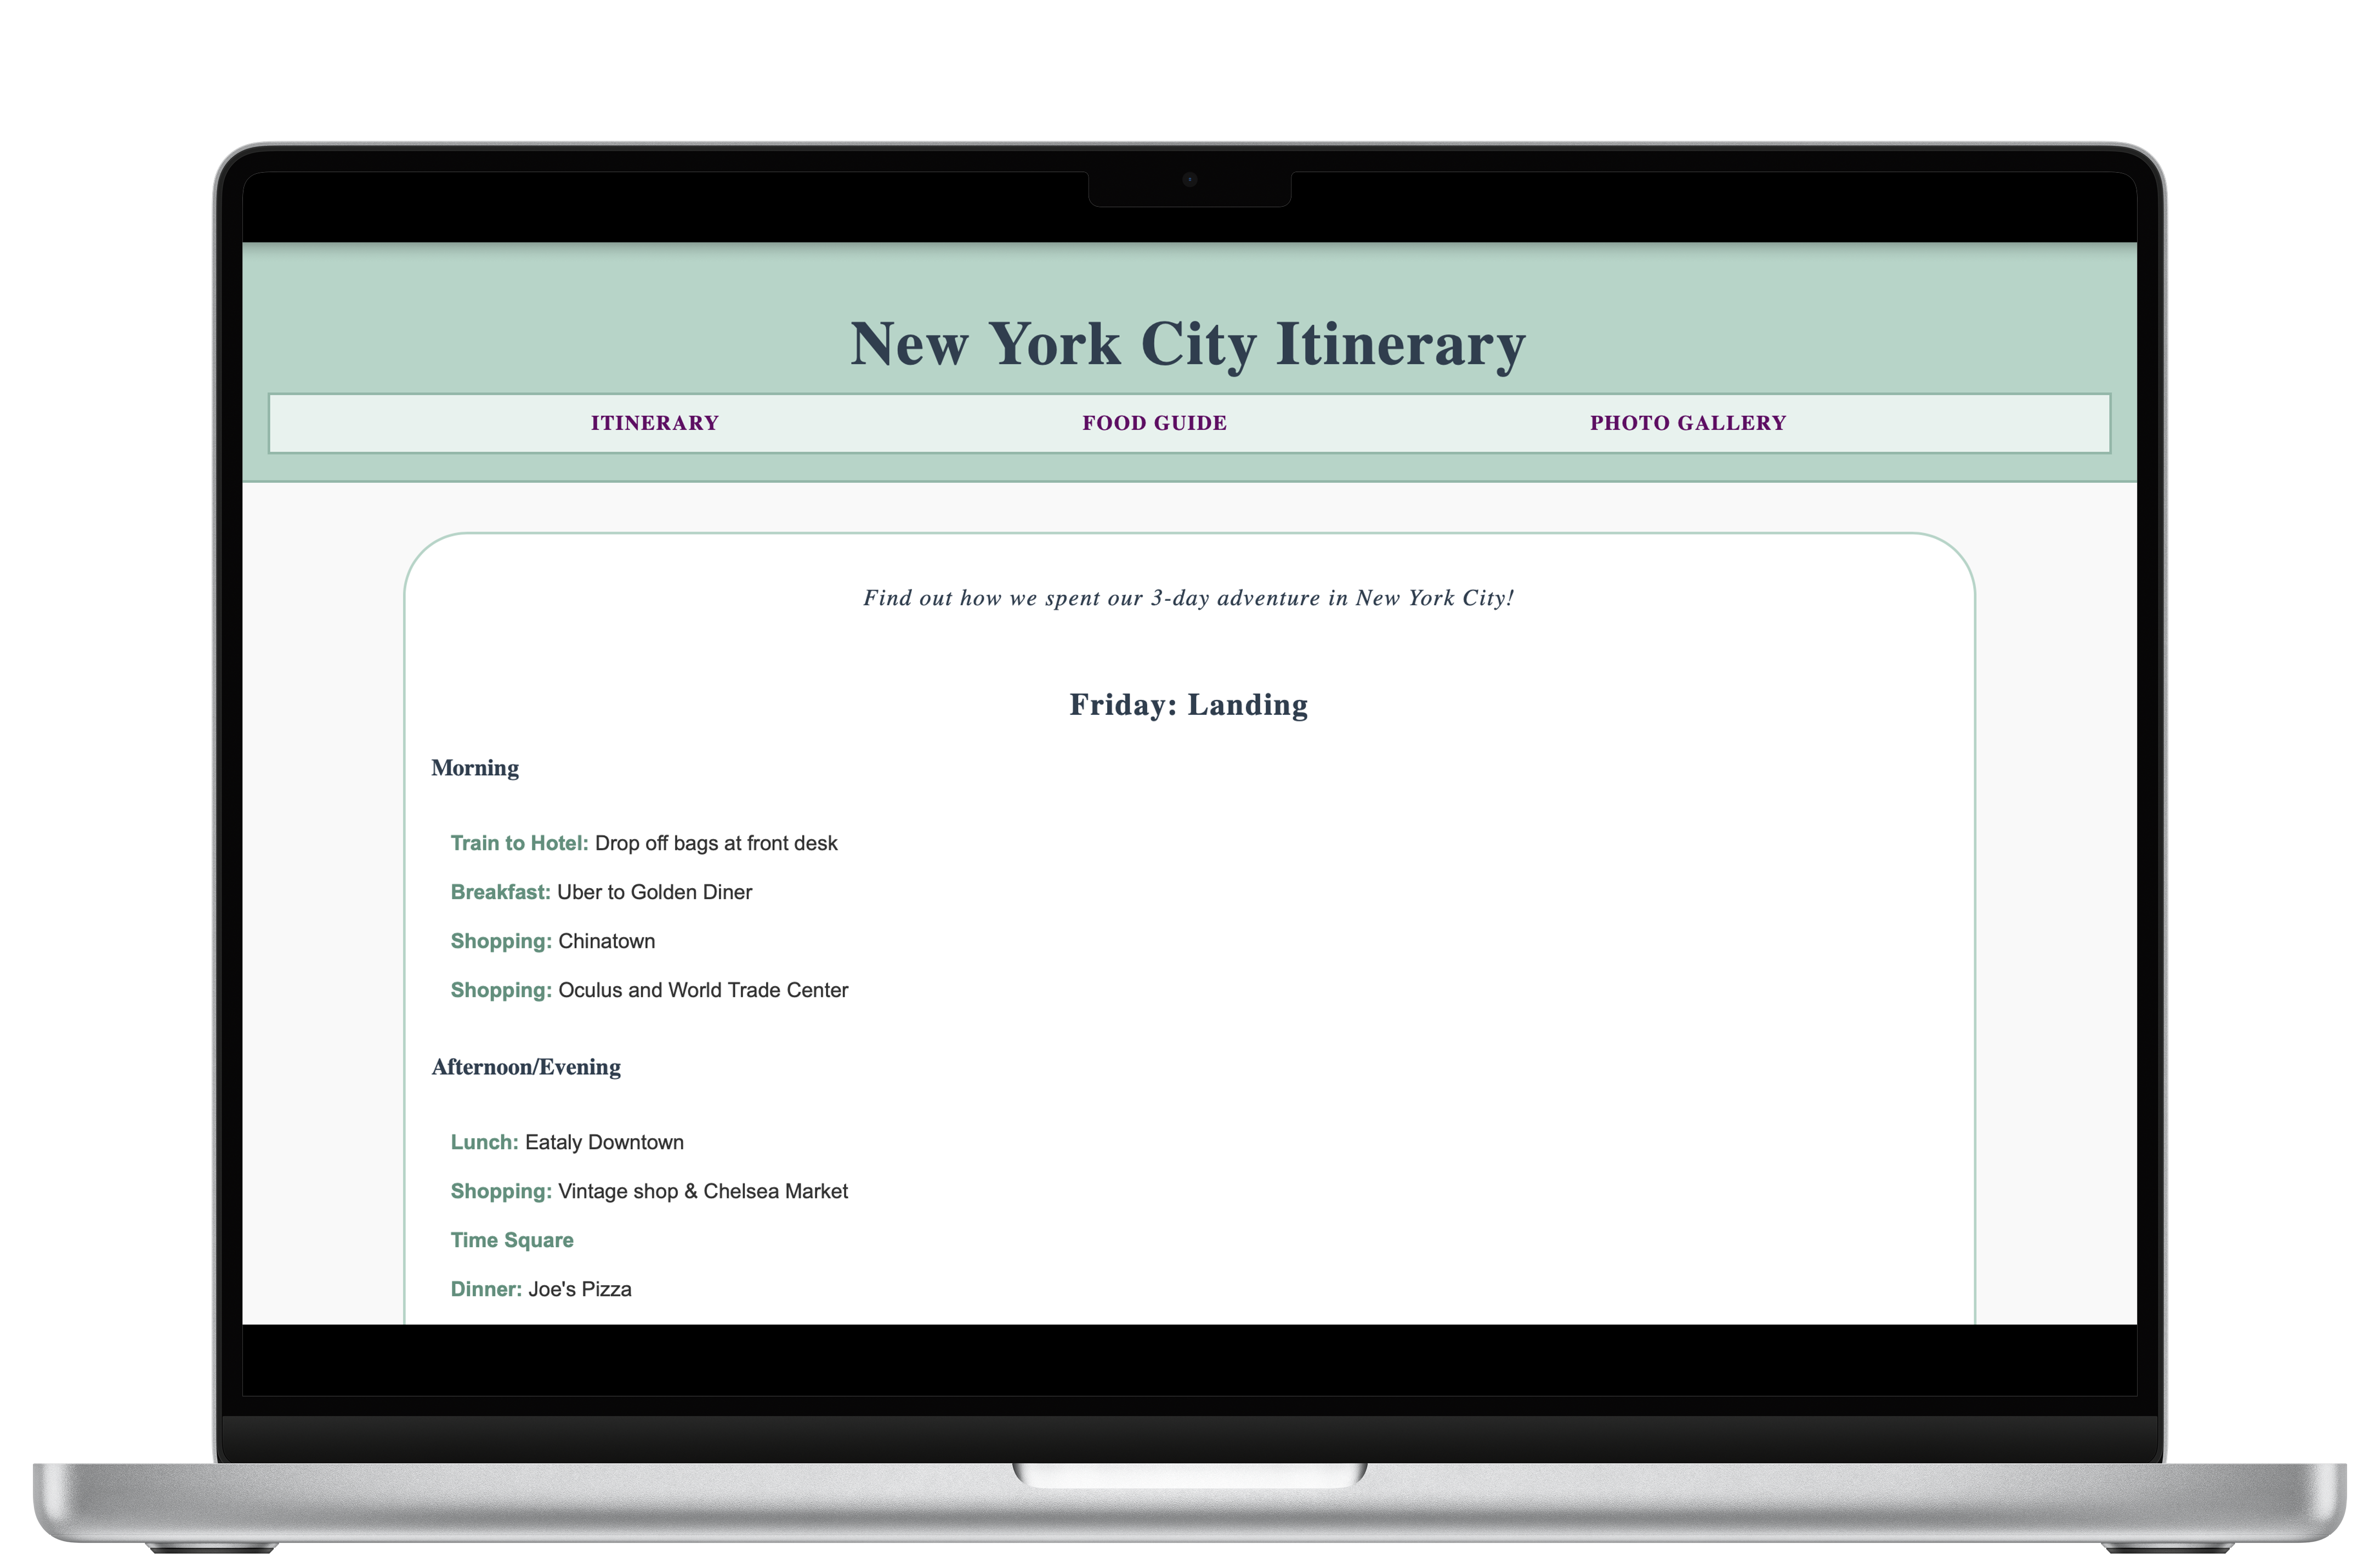 New York City Itinerary
ITINERARY FOOD GUIDE PHOTO GALLERY
Find out how we spent our 3-day adventure in New York City!
Friday: Landing
Morning
Train to Hotel: Drop off bags at front desk
Breakfast: Uber to Golden Diner
Shopping: Chinatown
Shopping: Oculus and World Trade Center
Afternoon/Evening
Lunch: Eataly Downtown
Shopping: Vintage shop & Chelsea Market
Time Square
Dinner: Joe's Pizza